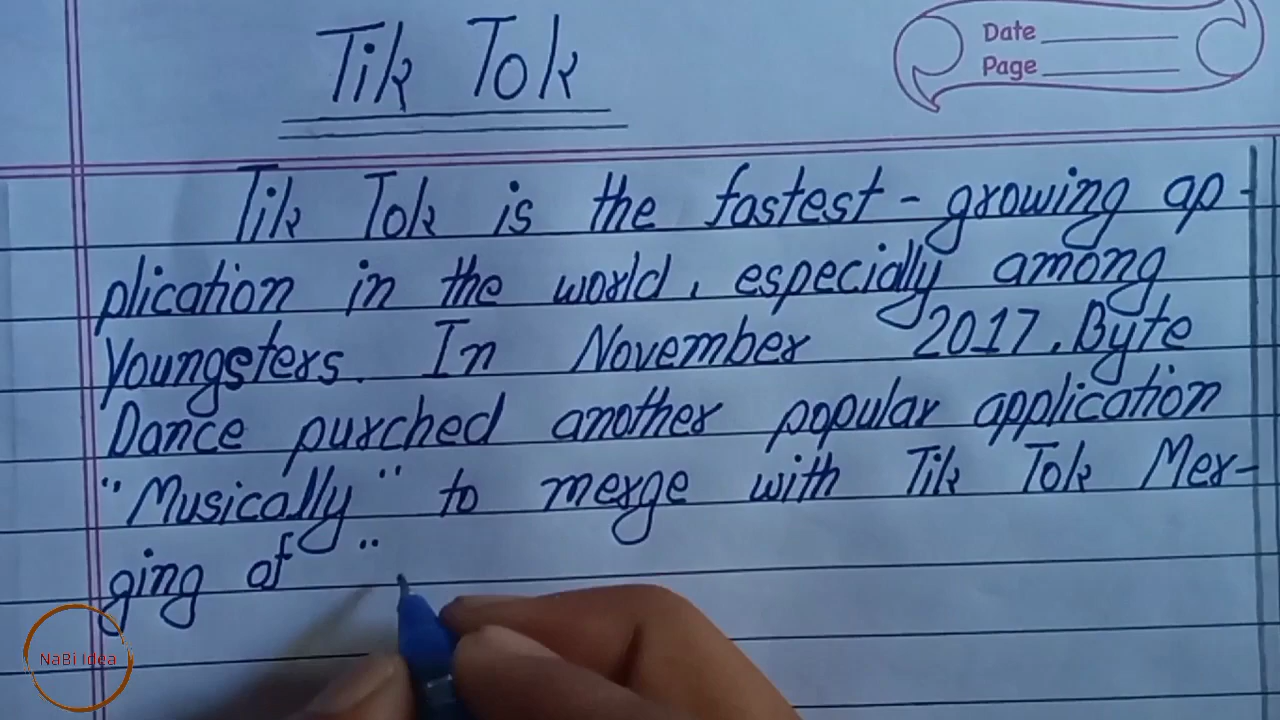 Tik Tok
Date
Page
Tik Tok is the fastest-growing ap-
plication in the world, especially among
Youngsters. In November 2017, Byte
Dance purched another popular application
"Musically" to merge with Tik Tok Mer-
ging of "
NaBi Idea